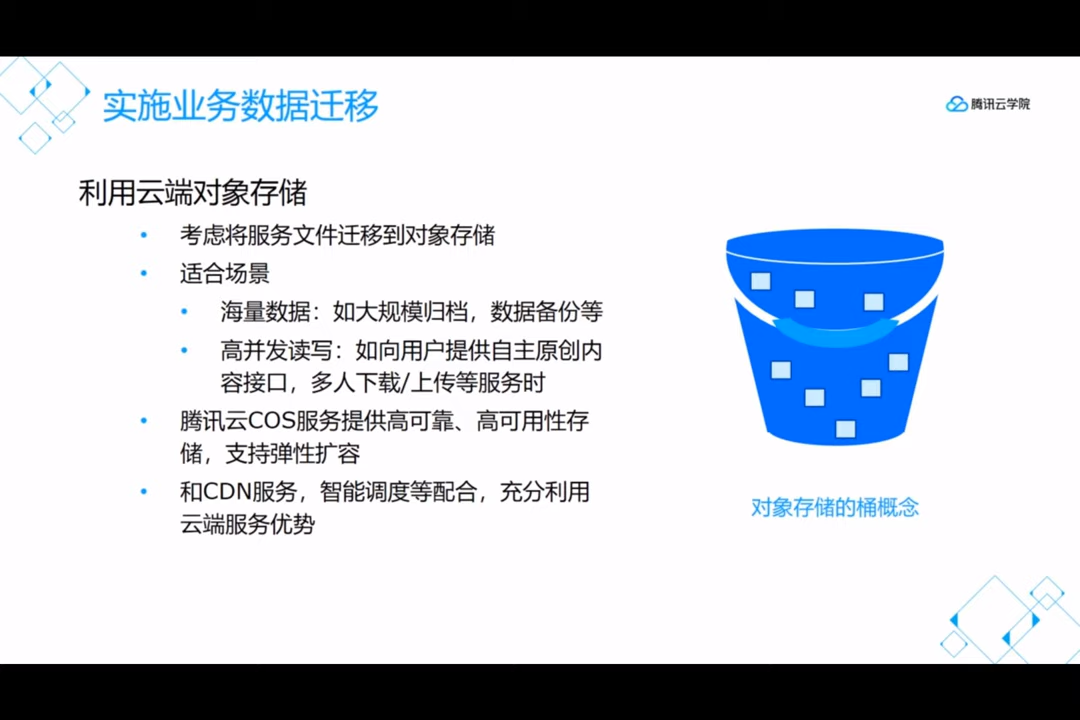 实施业务数据迁移
腾讯云学院
利用云端对象存储
• 考虑将服务文件迁移到对象存储
• 适合场景
• 海量数据：如大规模归档，数据备份等
• 高并发读写：如向用户提供自主原创内
容接口，多人下载/上传等服务时
• 腾讯云COS服务提供高可靠、高可用性存
储，支持弹性扩容
• 和CDN服务，智能调度等配合，充分利用
云端服务优势
对象存储的桶概念